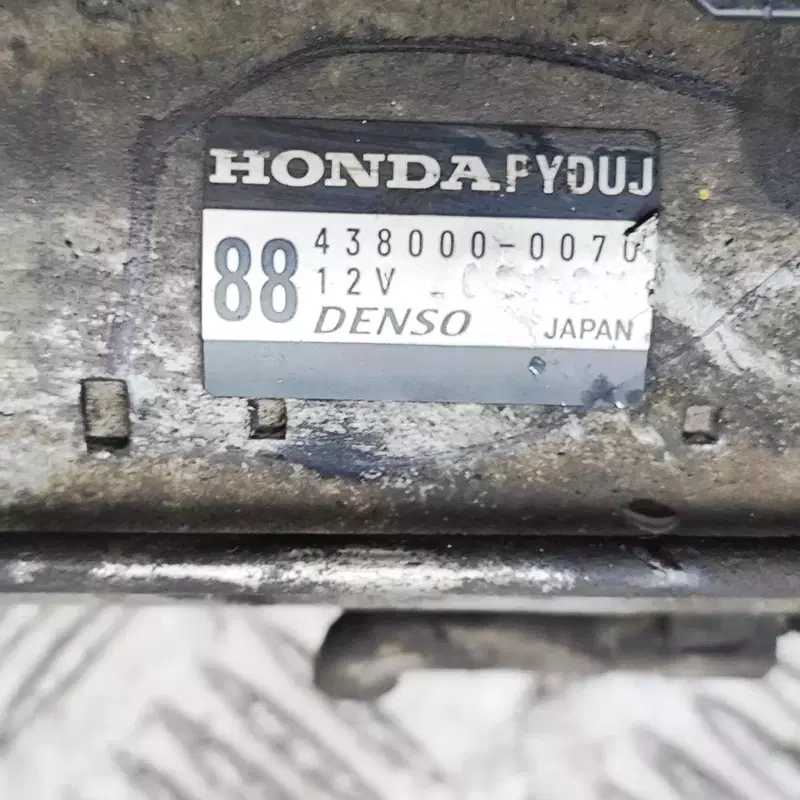 HONDA PYDUJ
88
438000-0070
12V
DENSO JAPAN